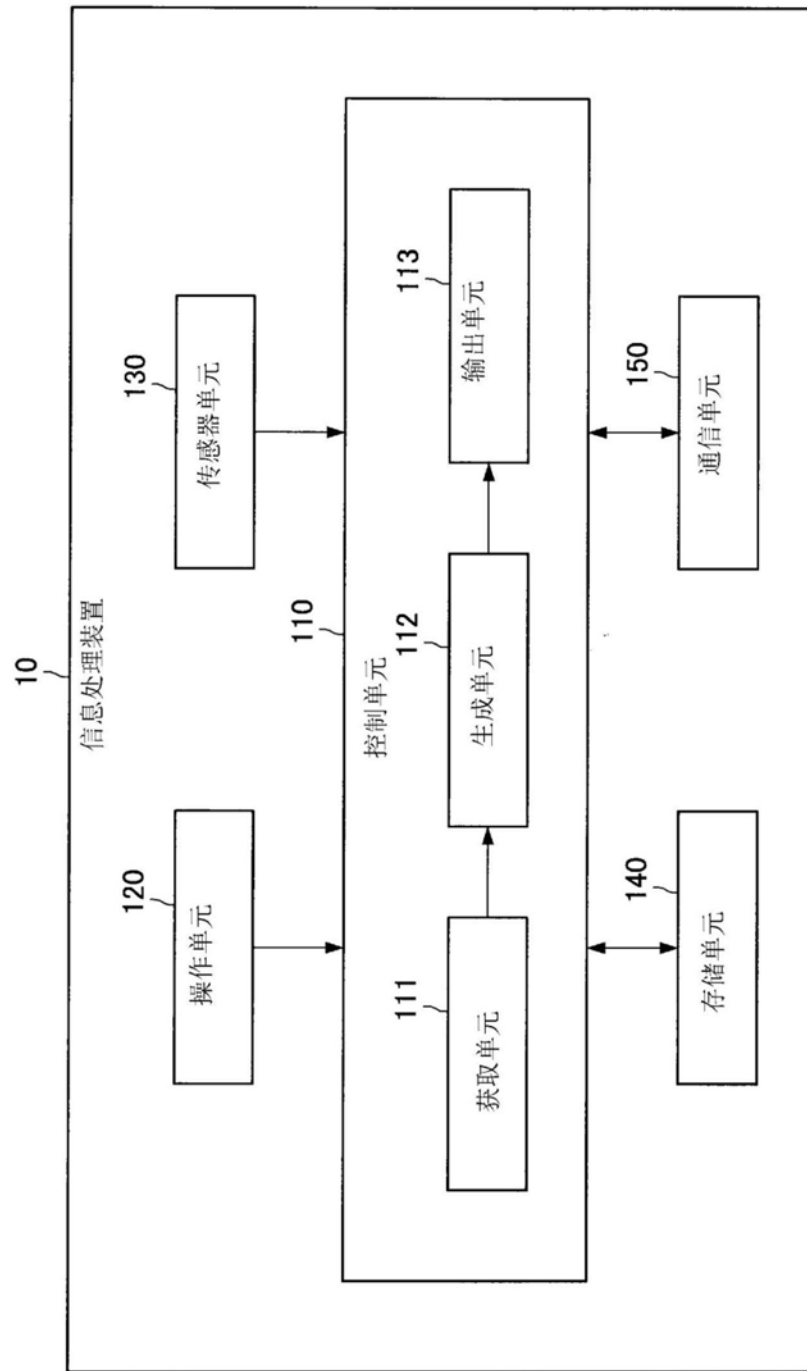 10
信息处理装置
120
操作单元
130
传感器单元
110
控制单元
111
获取单元
112
生成单元
113
输出单元
140
存储单元
150
通信单元